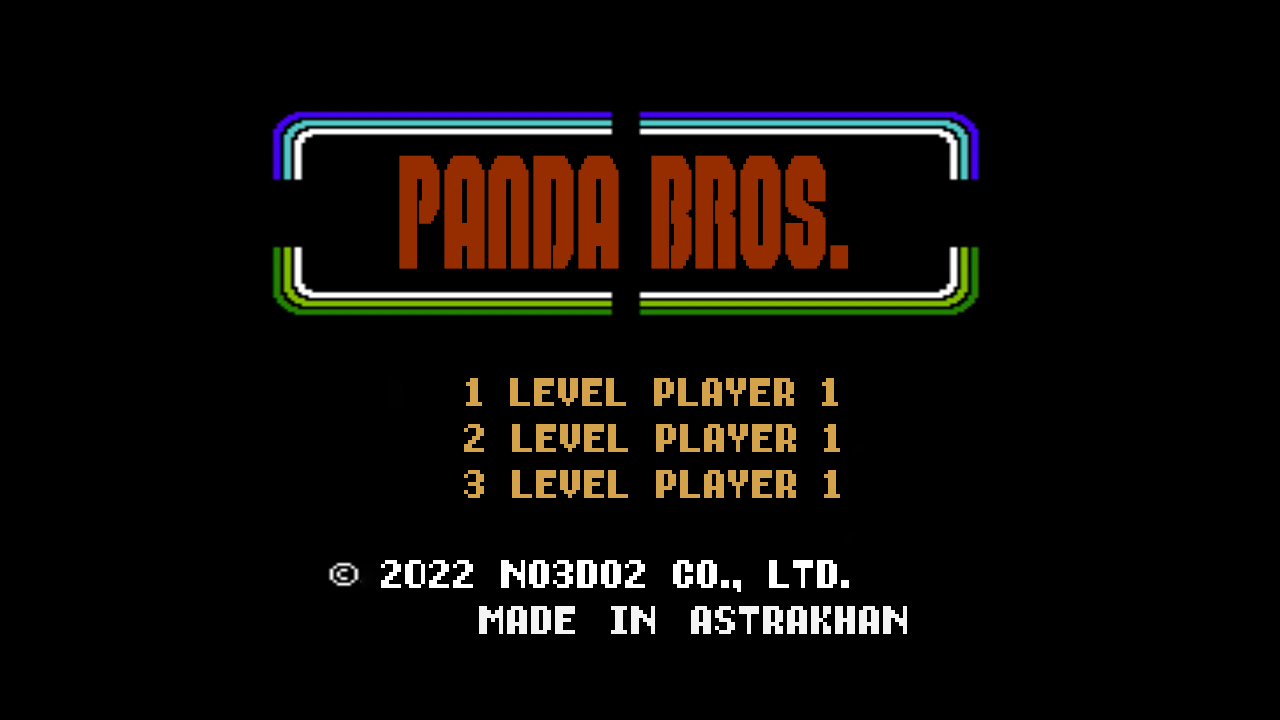 PANDA BROS.
1 LEVEL PLAYER 1
2 LEVEL PLAYER 1
3 LEVEL PLAYER 1
© 2022 NO3DO2 CO., LTD.
MADE IN ASTRAKHAN